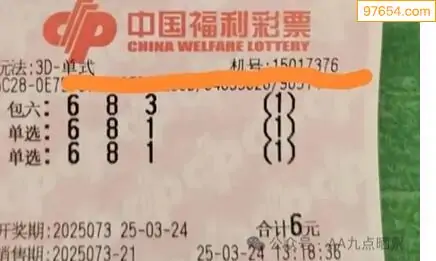 97654.com
中国福利彩票
CHINA WELFARE LOTTERY
玩法:3D-单式 机号:15017376
包六: 6 8 3 (1)
单选: 6 8 1 (1)
单选: 6 8 1 (1)
开奖期:2025073 25-03-24 合计6元
公众号:AA九点
销售期:2025073-21 25-03-24 13:18:36